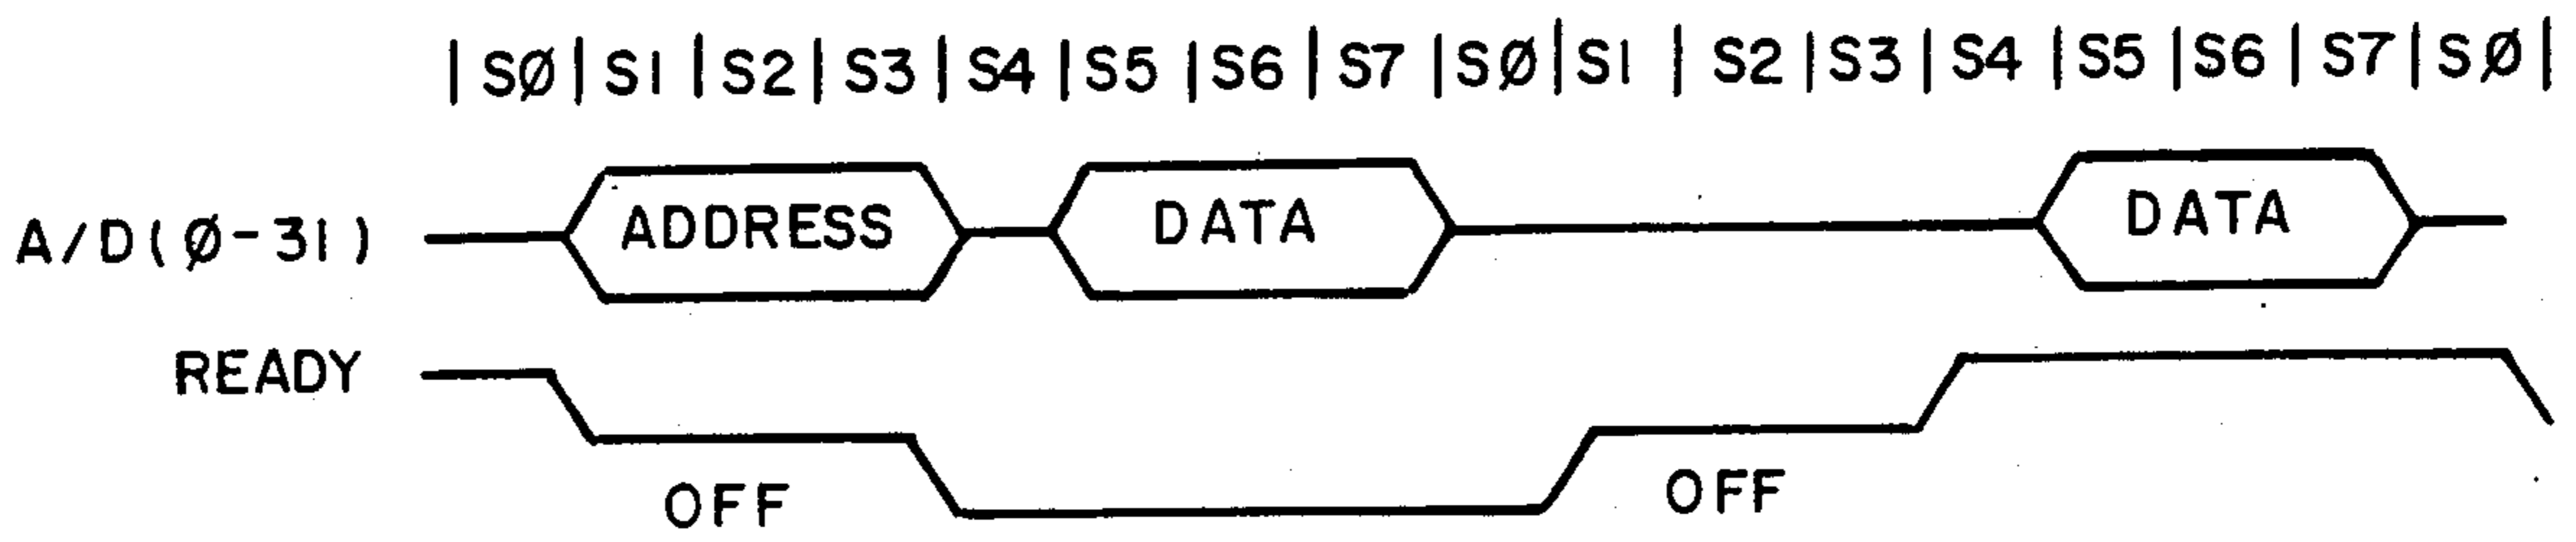 |SØ|S1|S2|S3|S4|S5|S6|S7|SØ|S1|S2|S3|S4|S5|S6|S7|SØ|
A/D(Ø-31) ADDRESS DATA DATA
READY
OFF OFF